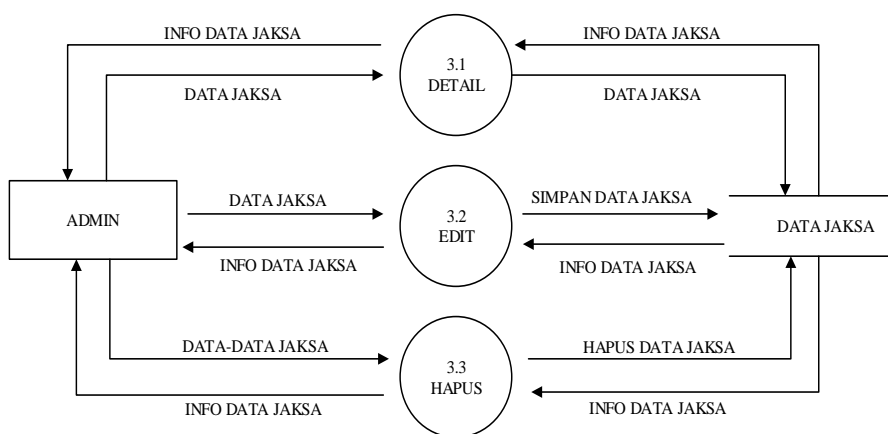 INFO DATA JAKSA
INFO DATA JAKSA
3.1
DETAIL
DATA JAKSA
DATA JAKSA
DATA JAKSA
SIMPAN DATA JAKSA
ADMIN
3.2
EDIT
DATA JAKSA
INFO DATA JAKSA
INFO DATA JAKSA
DATA-DATA JAKSA
HAPUS DATA JAKSA
3.3
HAPUS
INFO DATA JAKSA
INFO DATA JAKSA